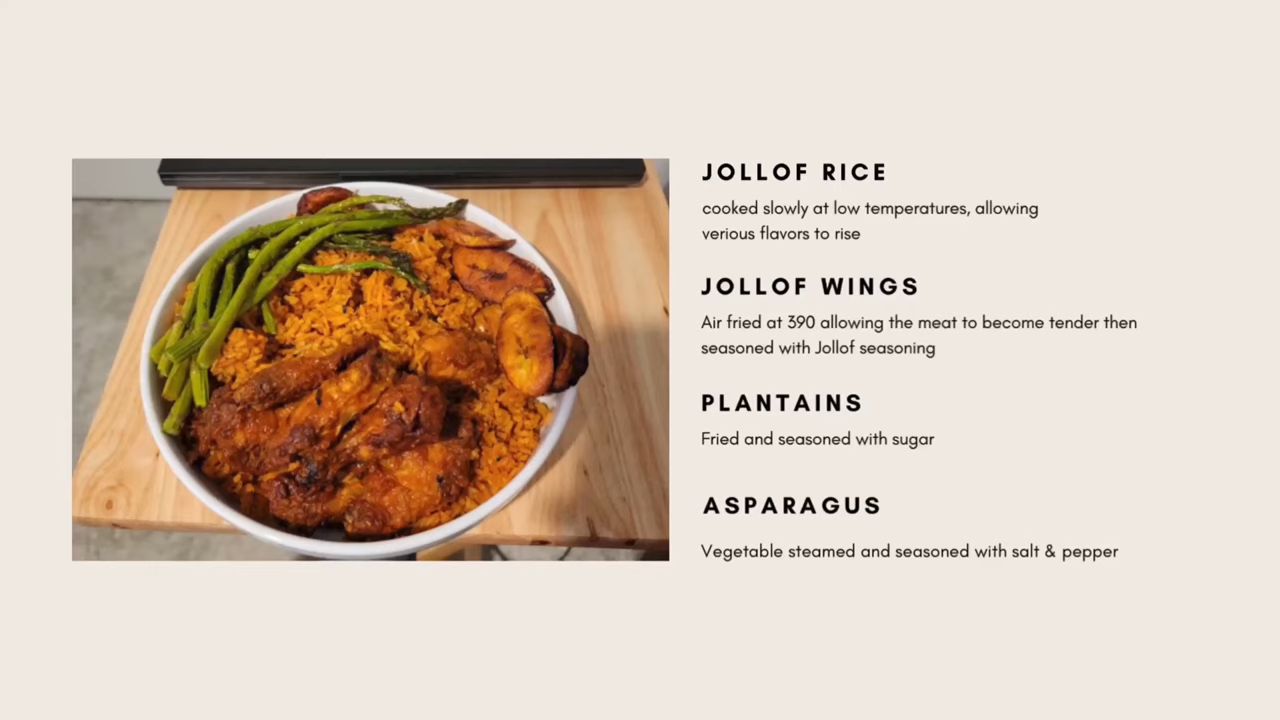 JOLLOF RICE
cooked slowly at low temperatures, allowing
verious flavors to rise
JOLLOF WINGS
Air fried at 390 allowing the meat to become tender then
seasoned with Jollof seasoning
PLANTAINS
Fried and seasoned with sugar
ASPARAGUS
Vegetable steamed and seasoned with salt & pepper